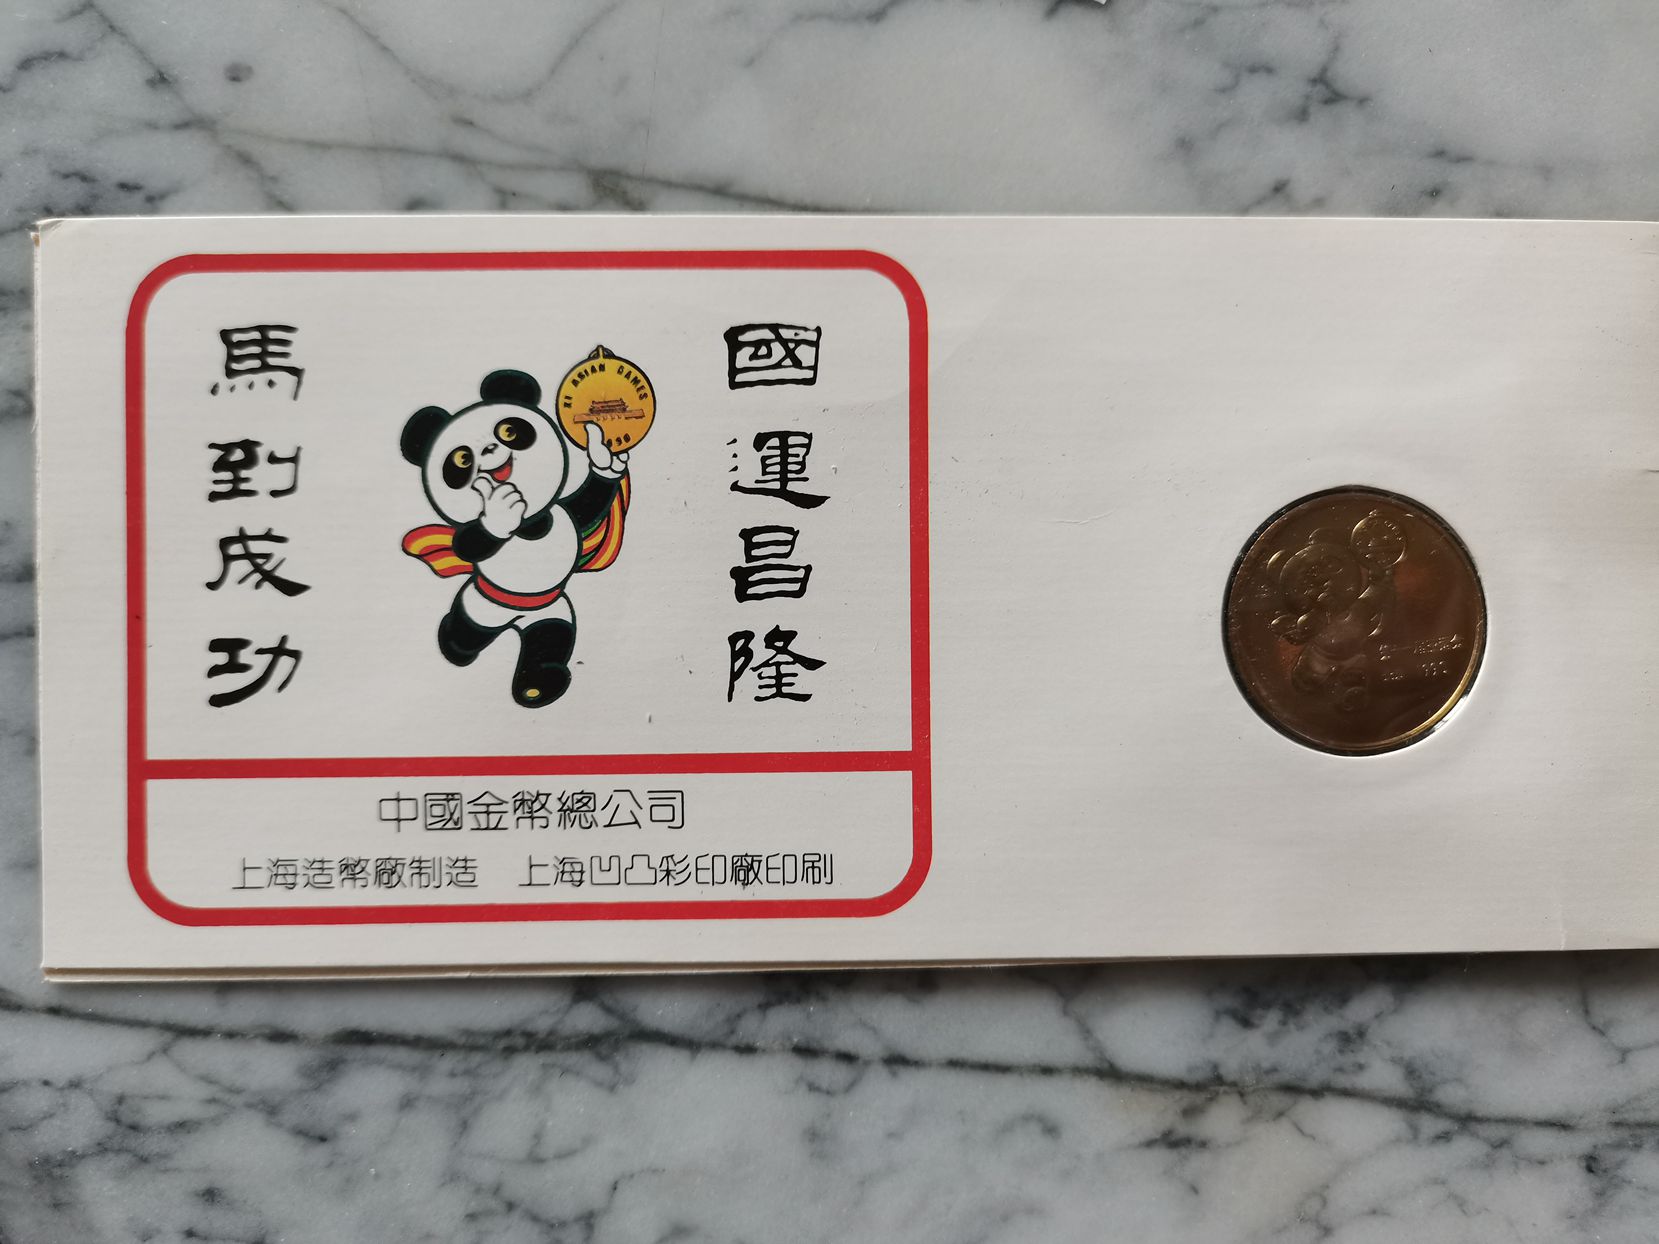 國運昌隆
馬到成功
XI ASIAN GAMES
中國金幣總公司
上海造幣廠制造 上海凹凸彩印廠印刷